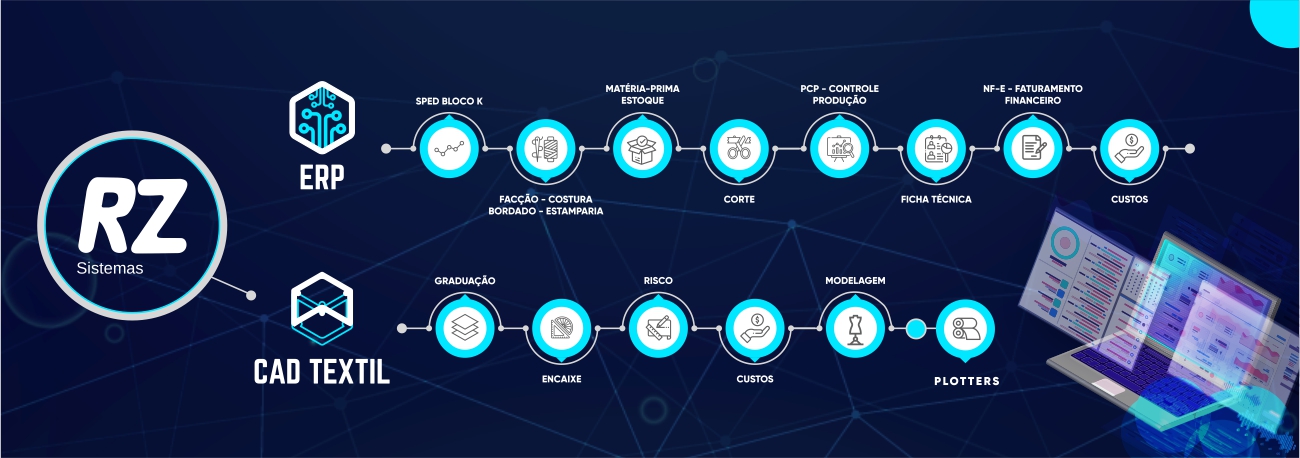 RZ
Sistemas
ERP
SPED BLOCO K
FACÇÃO - COSTURA
BORDADO - ESTAMPARIA
MATÉRIA-PRIMA
ESTOQUE
CORTE
PCP - CONTROLE
PRODUÇÃO
FICHA TÉCNICA
NF-E - FATURAMENTO
FINANCEIRO
CUSTOS
CAD TEXTIL
GRADUAÇÃO
ENCAIXE
RISCO
CUSTOS
MODELAGEM
PLOTTERS